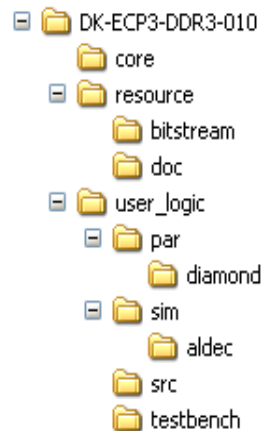 DK-ECP3-DDR3-010
core
resource
bitstream
doc
user_logic
par
diamond
sim
aldec
src
testbench